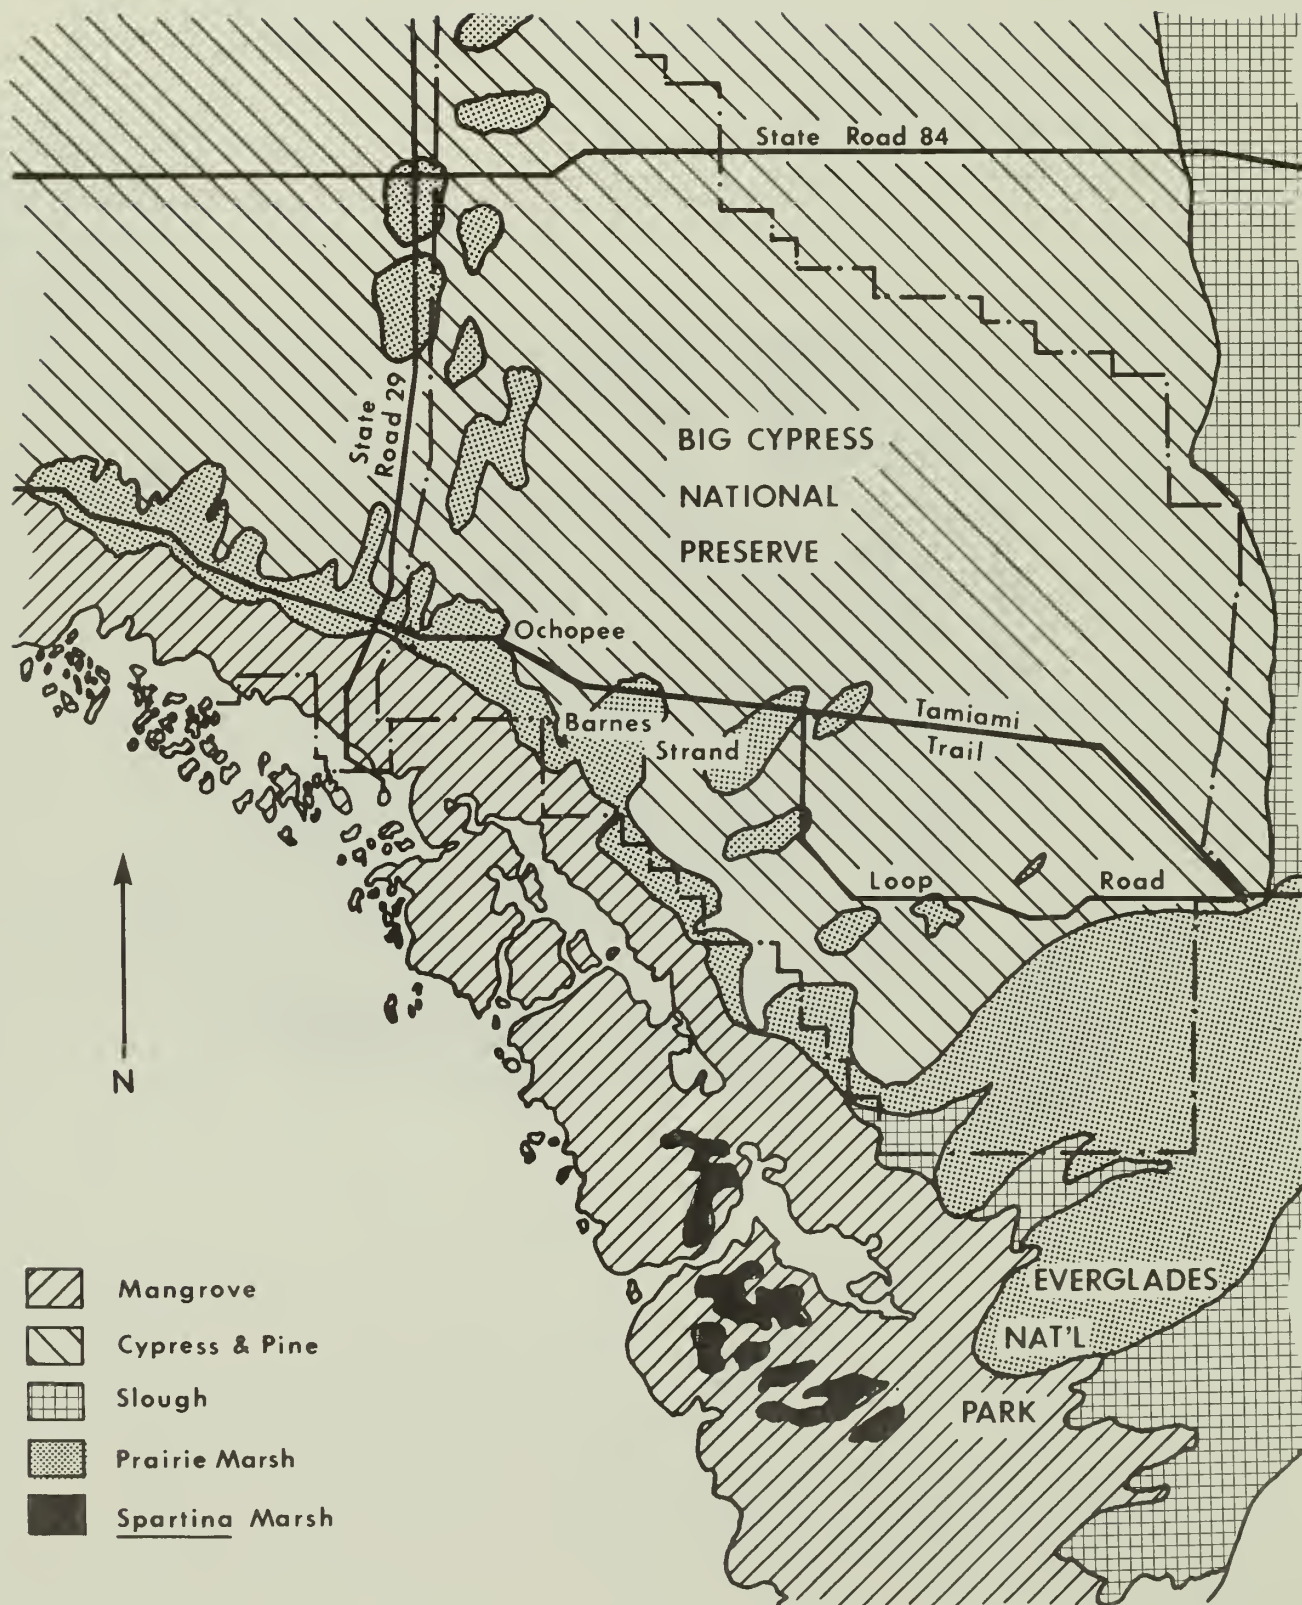 State Road 84
State
Road 29
BIG CYPRESS
NATIONAL
PRESERVE
Ochopee
Barnes
Strand
Tamiami
Trail
Loop Road
N
EVERGLADES
NAT'L
PARK
Mangrove
Cypress & Pine
Slough
Prairie Marsh
Spartina Marsh